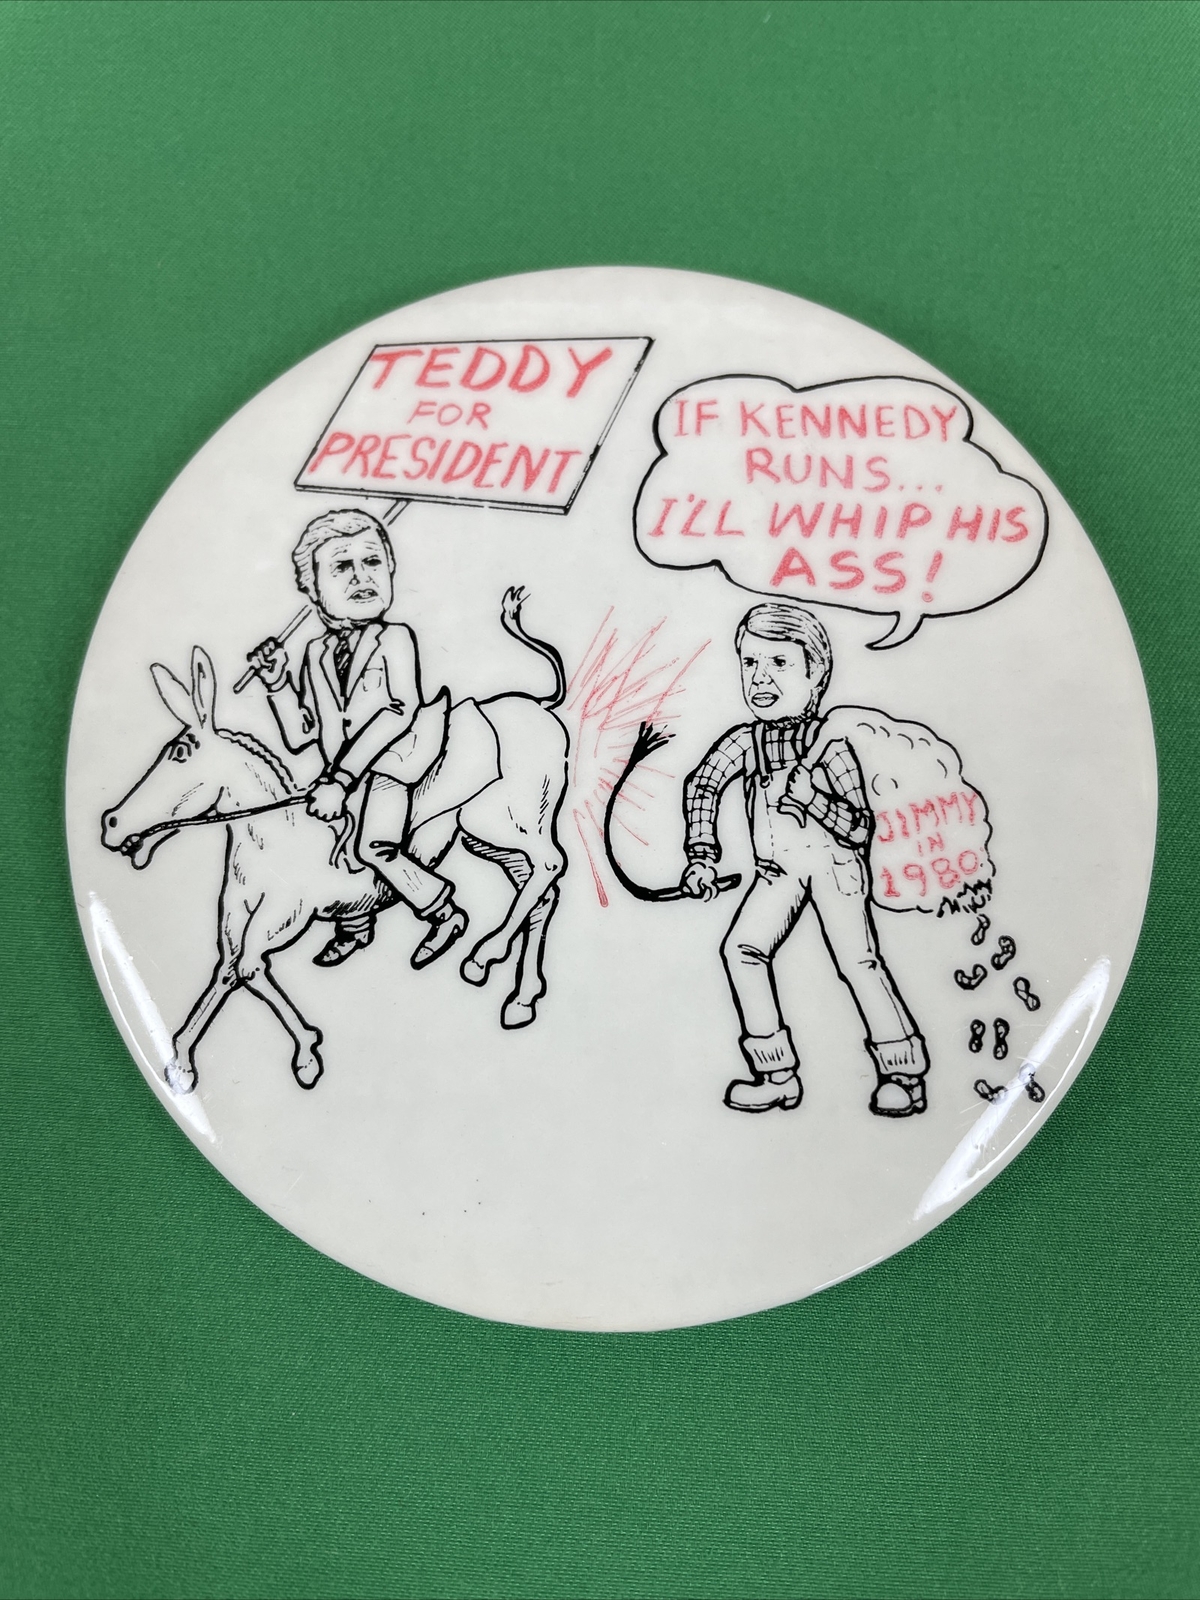 TEDDY
FOR
PRESIDENT
IF KENNEDY
RUNS...
I'LL WHIP HIS
ASS!
JIMMY
IN
1980